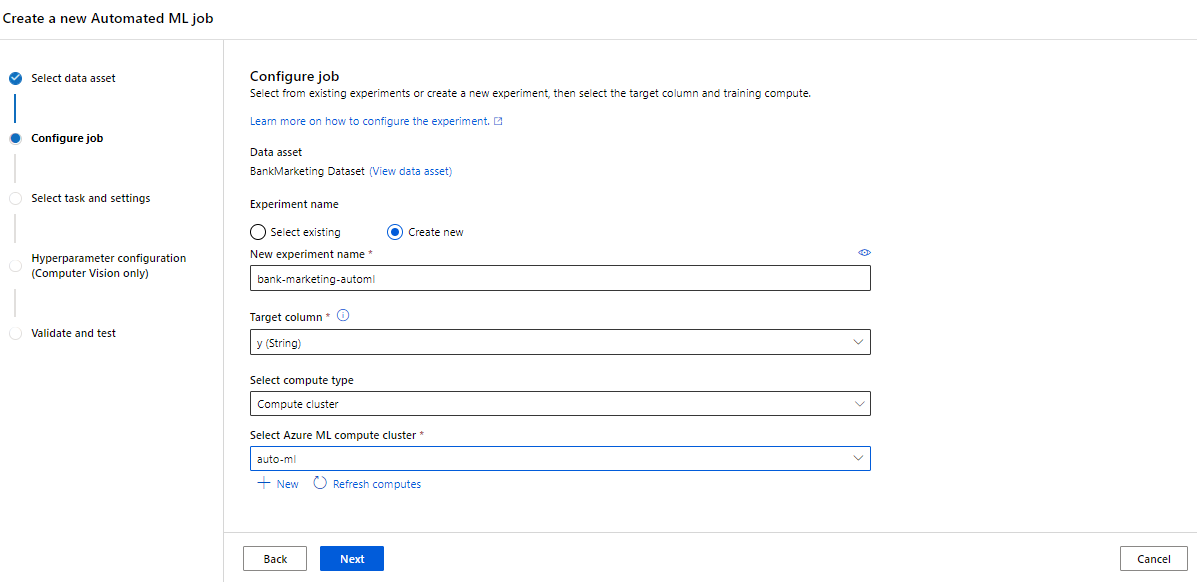 Create a new Automated ML job
Select data asset
Configure job
Select task and settings
Hyperparameter configuration
(Computer Vision only)
Validate and test
Configure job
Select from existing experiments or create a new experiment, then select the target column and training compute.
Learn more on how to configure the experiment.
Data asset
BankMarketing Dataset (View data asset)
Experiment name
Select existing
Create new
New experiment name *
bank-marketing-automl
Target column *
y (String)
Select compute type
Compute cluster
Select Azure ML compute cluster *
auto-ml
New
Refresh computes
Back
Next
Cancel